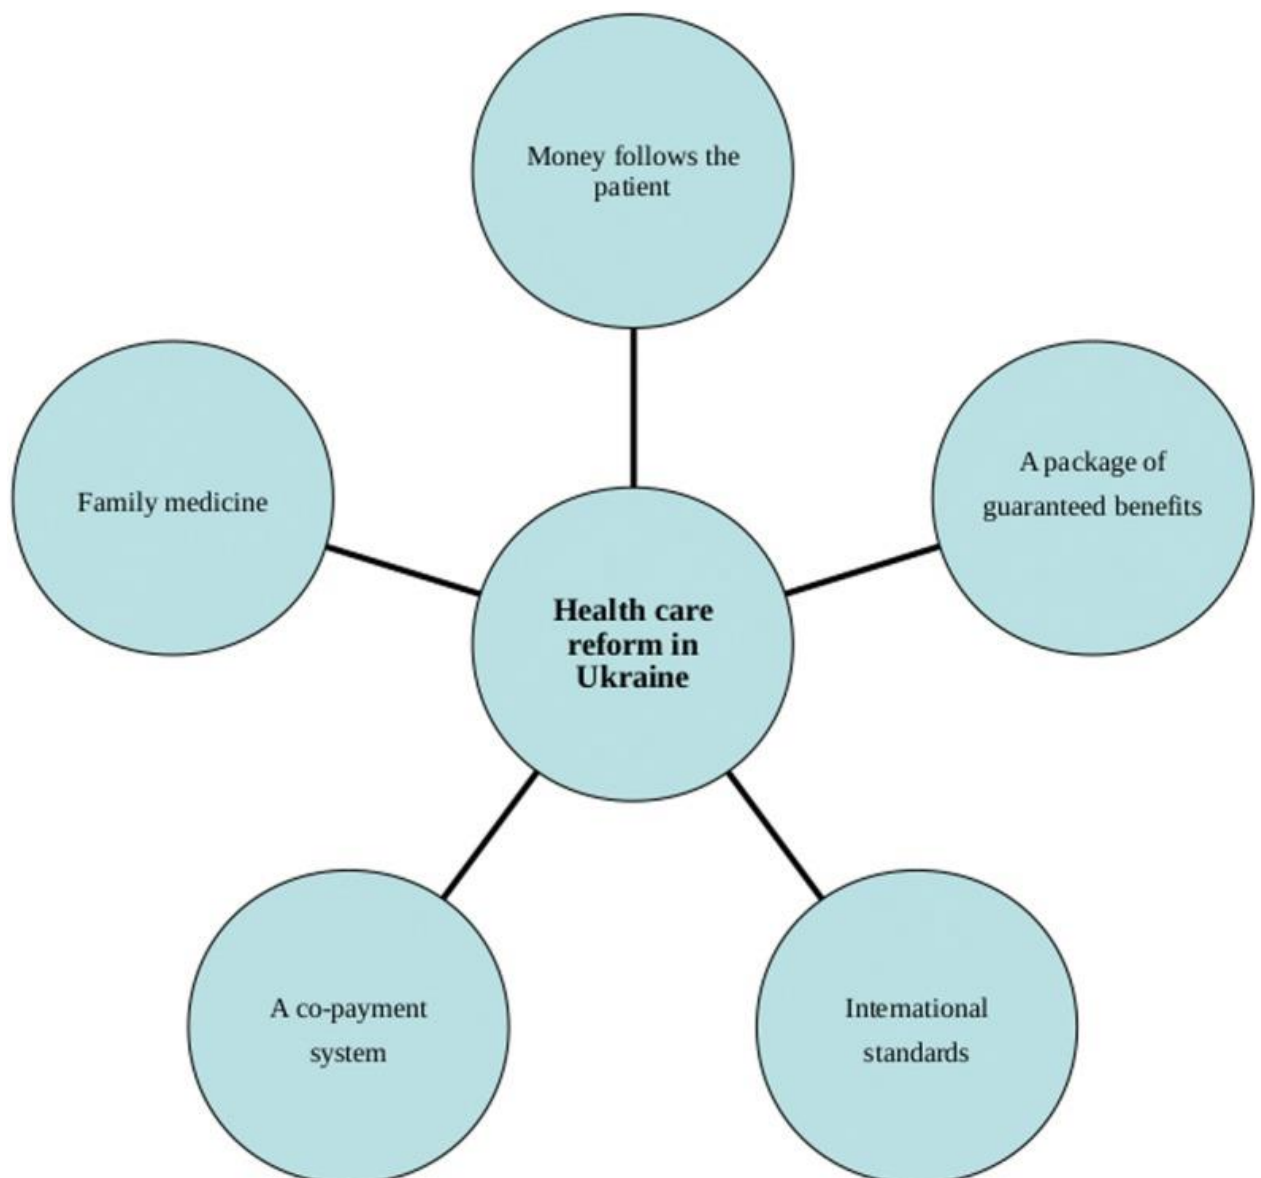 Money follows the
patient
A package of
guaranteed benefits
Family medicine
Health care
reform in
Ukraine
A co-payment
system
International
standards